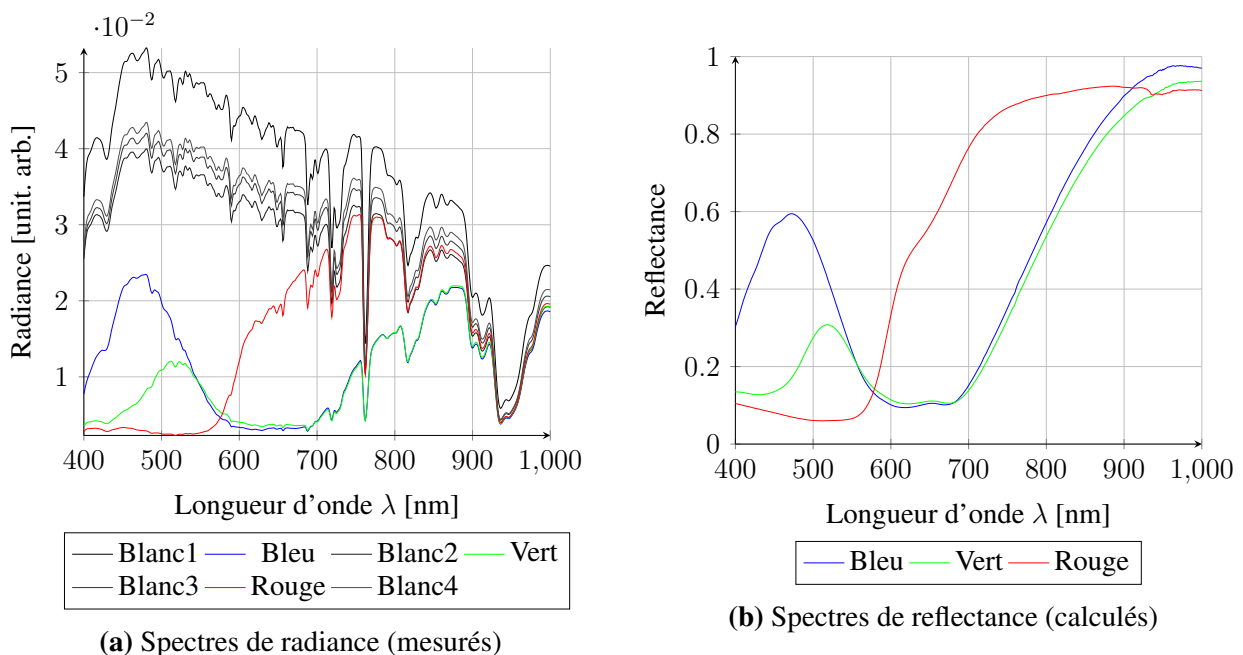 ·10−2
5
4
3
2
1
400 500 600 700 800 900 1,000
Radiance [unit. arb.]
Longueur d'onde λ [nm]
Blanc1 Bleu Blanc2 Vert
Blanc3 Rouge Blanc4
(a) Spectres de radiance (mesurés)
1
0.8
0.6
0.4
0.2
0
400 500 600 700 800 900 1,000
Reflectance
Longueur d'onde λ [nm]
Bleu Vert Rouge
(b) Spectres de reflectance (calculés)